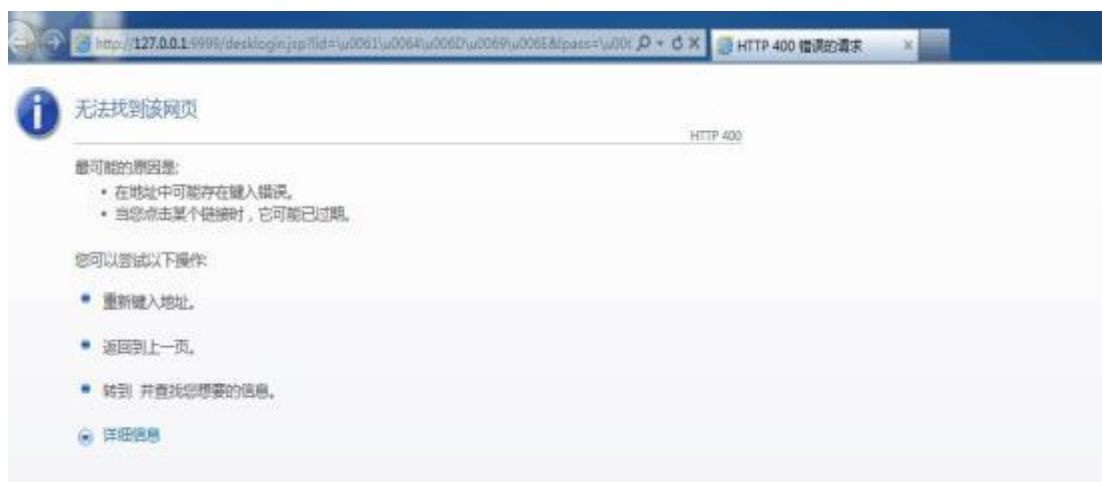 http://127.0.0.1:9999/desklogin.jsp?lid=\u0061\u0064\u006D\u0069\u006E&lpass=\u00 HTTP 400 错误的请求
无法找到该网页
HTTP 400
最可能的原因是:
• 在地址中可能存在键入错误。
• 当您点击某个链接时，它可能已过期。
您可以尝试以下操作:
• 重新键入地址。
• 返回到上一页。
• 转到 并查找您想要的信息。
详细信息